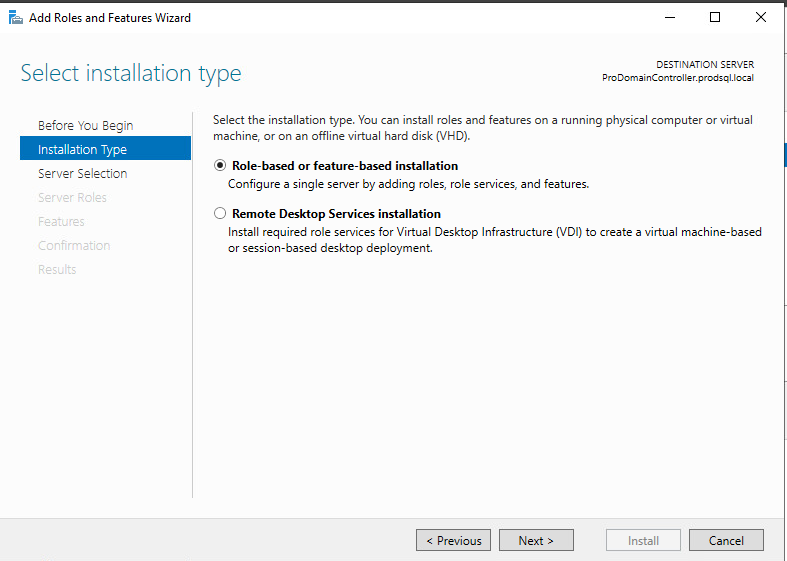 Add Roles and Features Wizard
Select installation type
DESTINATION SERVER
ProDomainController.prodsql.local
Before You Begin
Installation Type
Server Selection
Server Roles
Features
Confirmation
Results
Select the installation type. You can install roles and features on a running physical computer or virtual
machine, or on an offline virtual hard disk (VHD).
Role-based or feature-based installation
Configure a single server by adding roles, role services, and features.
Remote Desktop Services installation
Install required role services for Virtual Desktop Infrastructure (VDI) to create a virtual machine-based
or session-based desktop deployment.
< Previous
Next >
Install
Cancel